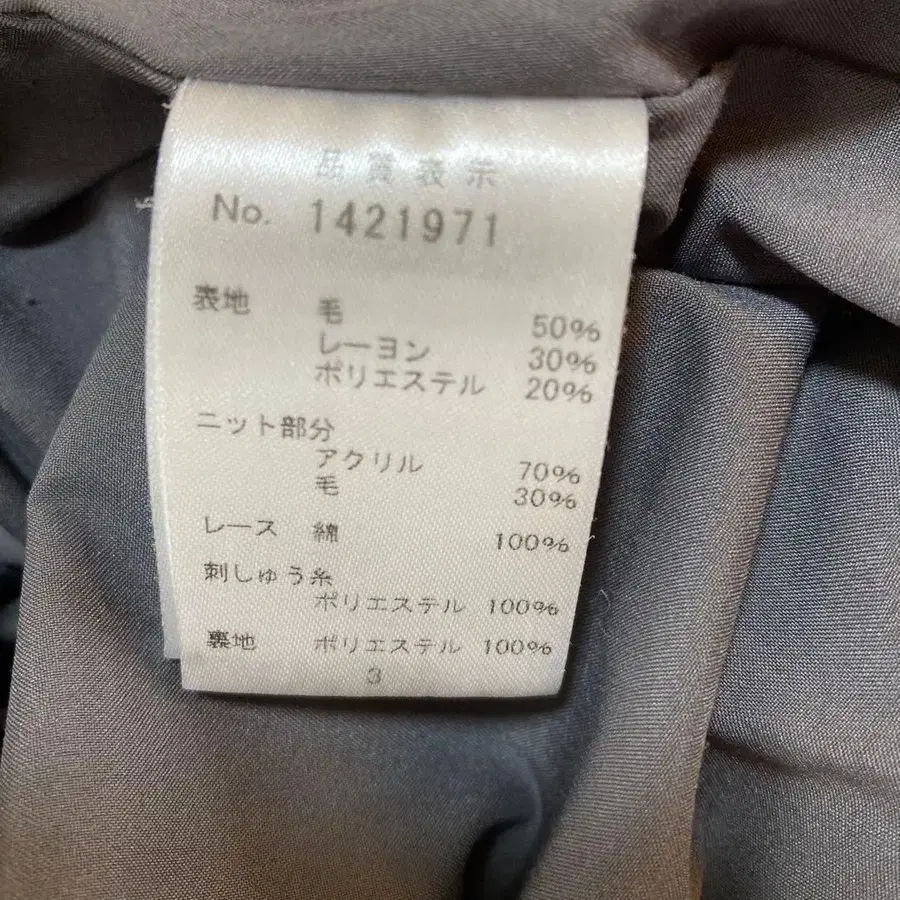 品質表示
No. 1421971
表地 毛 50%
レーヨン 30%
ポリエステル 20%
ニット部分
アクリル 70%
毛 30%
レース 綿 100%
刺しゅう糸
ポリエステル 100%
裏地 ポリエステル 100%
3